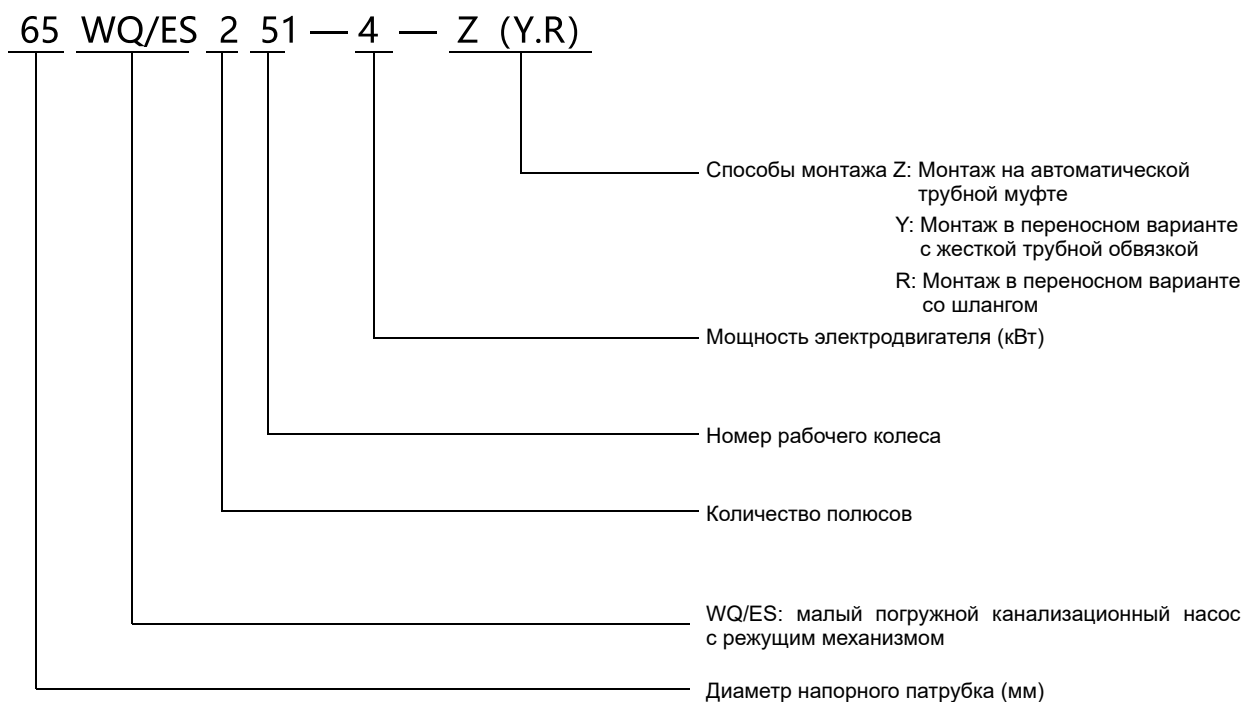 65 WQ/ES 2 51 — 4 — Z (Y.R)
Способы монтажа Z: Монтаж на автоматической
трубной муфте
Y: Монтаж в переносном варианте
с жесткой трубной обвязкой
R: Монтаж в переносном варианте
со шлангом
Мощность электродвигателя (кВт)
Номер рабочего колеса
Количество полюсов
WQ/ES: малый погружной канализационный насос
с режущим механизмом
Диаметр напорного патрубка (мм)